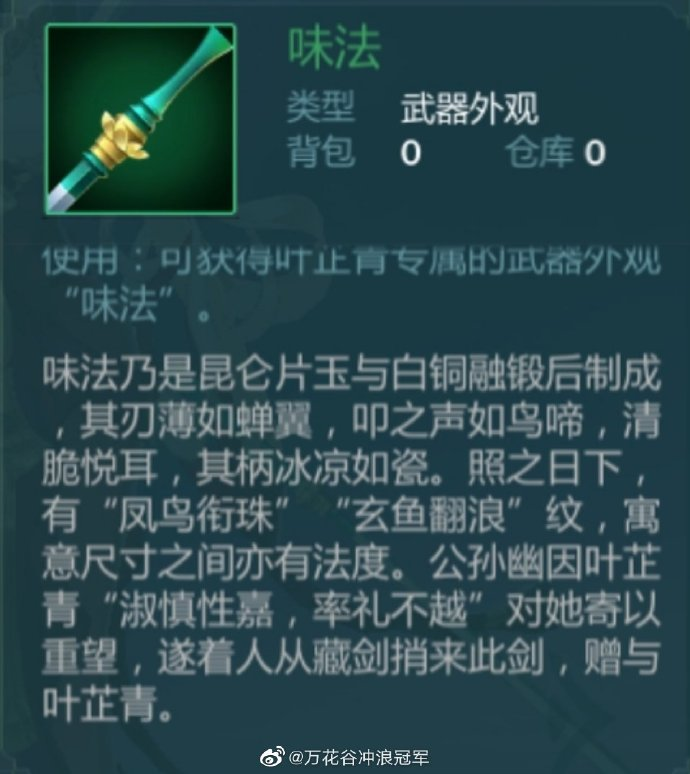 味法
类型 武器外观
背包 0 仓库 0
使用：可获得叶芷青专属的武器外观
“味法”。
味法乃是昆仑片玉与白铜融锻后制成
，其刃薄如蝉翼，叩之声如鸟啼，清
脆悦耳，其柄冰凉如瓷。照之日下，
有“凤鸟衔珠”“玄鱼翻浪”纹，寓
意尺寸之间亦有法度。公孙幽因叶芷
青“淑慎性嘉，率礼不越”对她寄以
重望，遂着人从藏剑捎来此剑，赠与
叶芷青。
@万花谷冲浪冠军